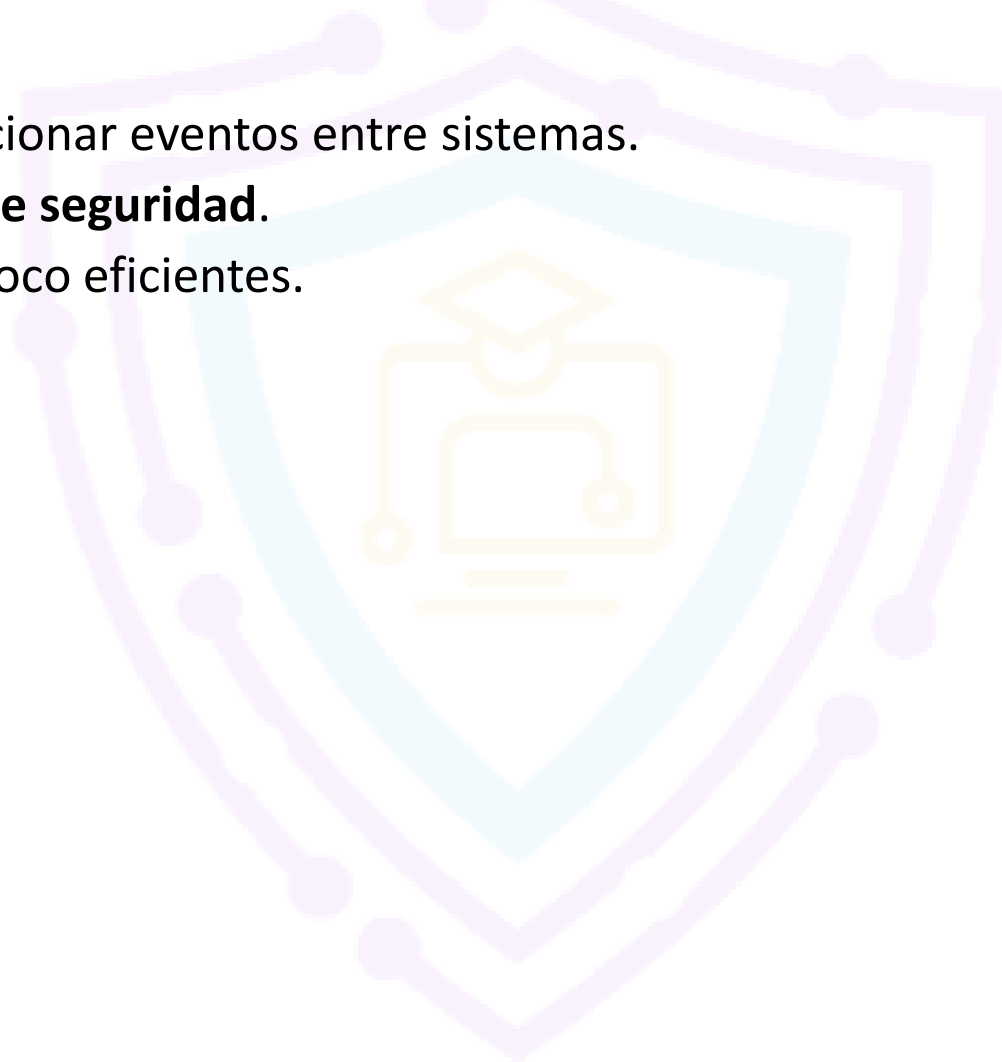 cionar eventos entre sistemas.
e seguridad.
oco eficientes.